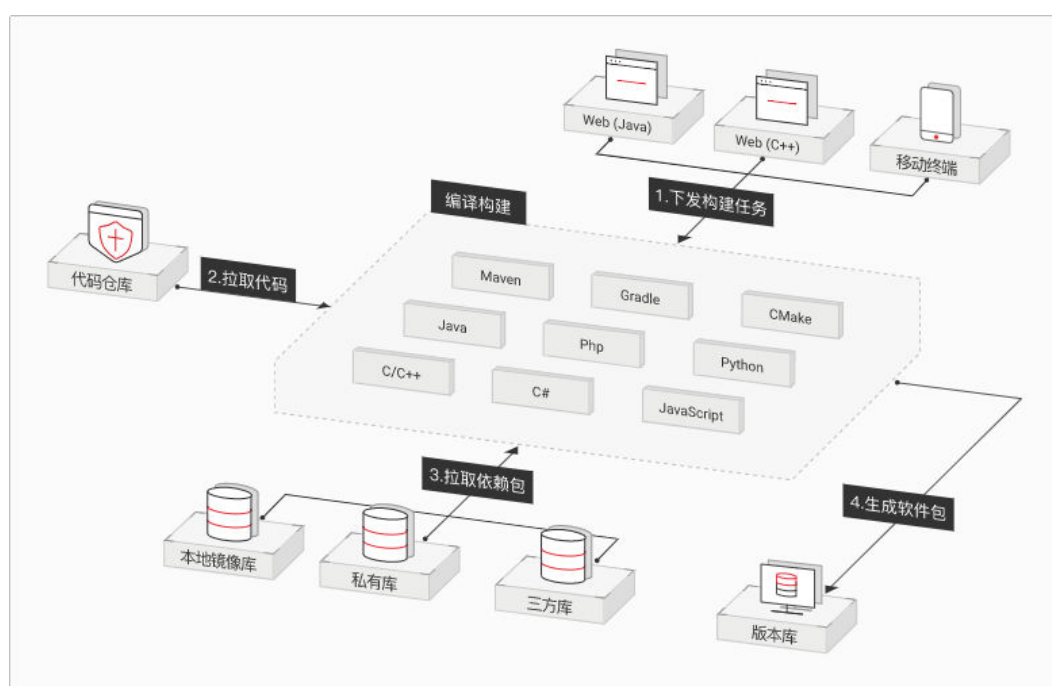 Web (Java)
Web (C++)
移动终端
1.下发构建任务
编译构建
代码仓库
2.拉取代码
Maven
Gradle
CMake
Java
Php
Python
C/C++
C#
JavaScript
3.拉取依赖包
4.生成软件包
本地镜像库
私有库
三方库
版本库